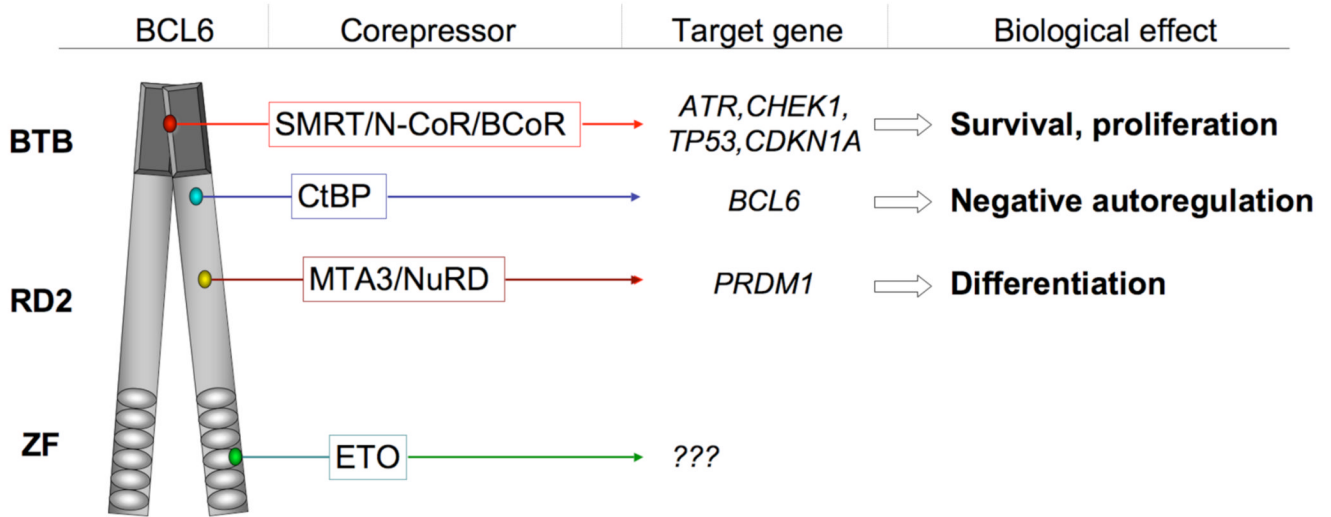 BCL6 Corepressor Target gene Biological effect
BTB
SMRT/N-CoR/BCoR
ATR,CHEK1,
TP53,CDKN1A
Survival, proliferation
CtBP
BCL6
Negative autoregulation
RD2
MTA3/NuRD
PRDM1
Differentiation
ZF
ETO
???